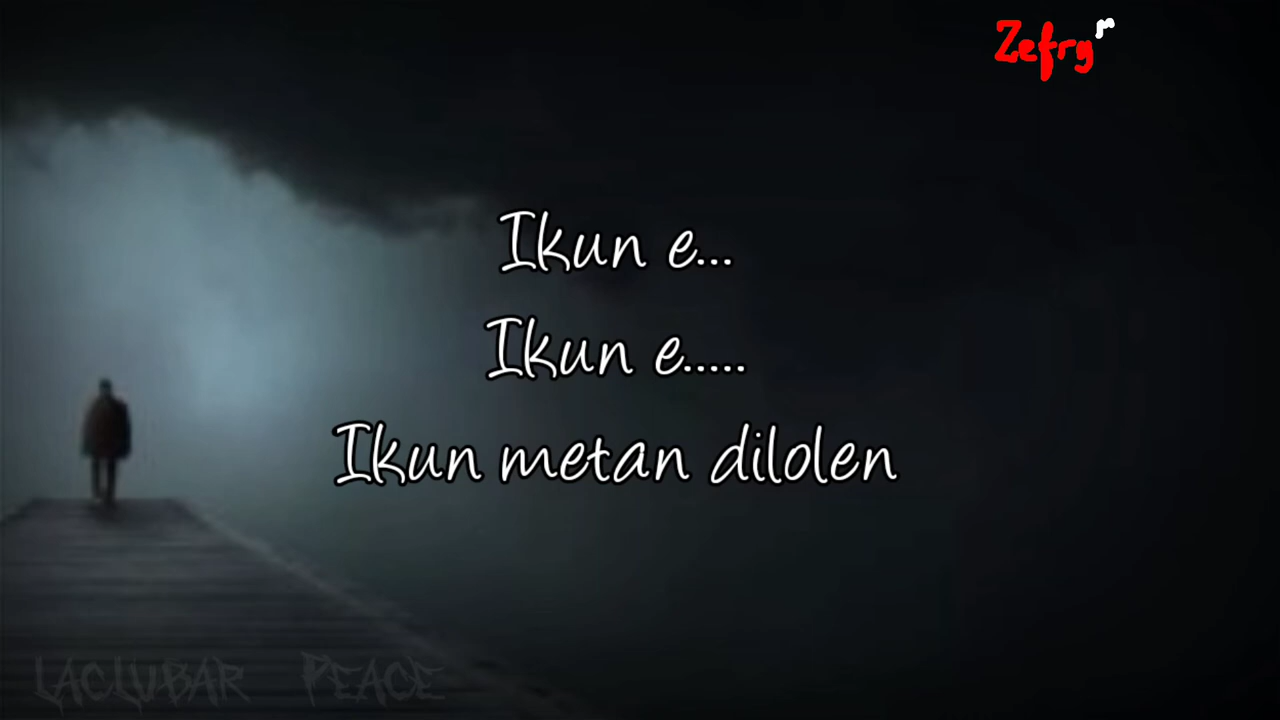 Zefry
Ikun e...
Ikun e.....
Ikun metan dilolen
LACLUBAR PEACE